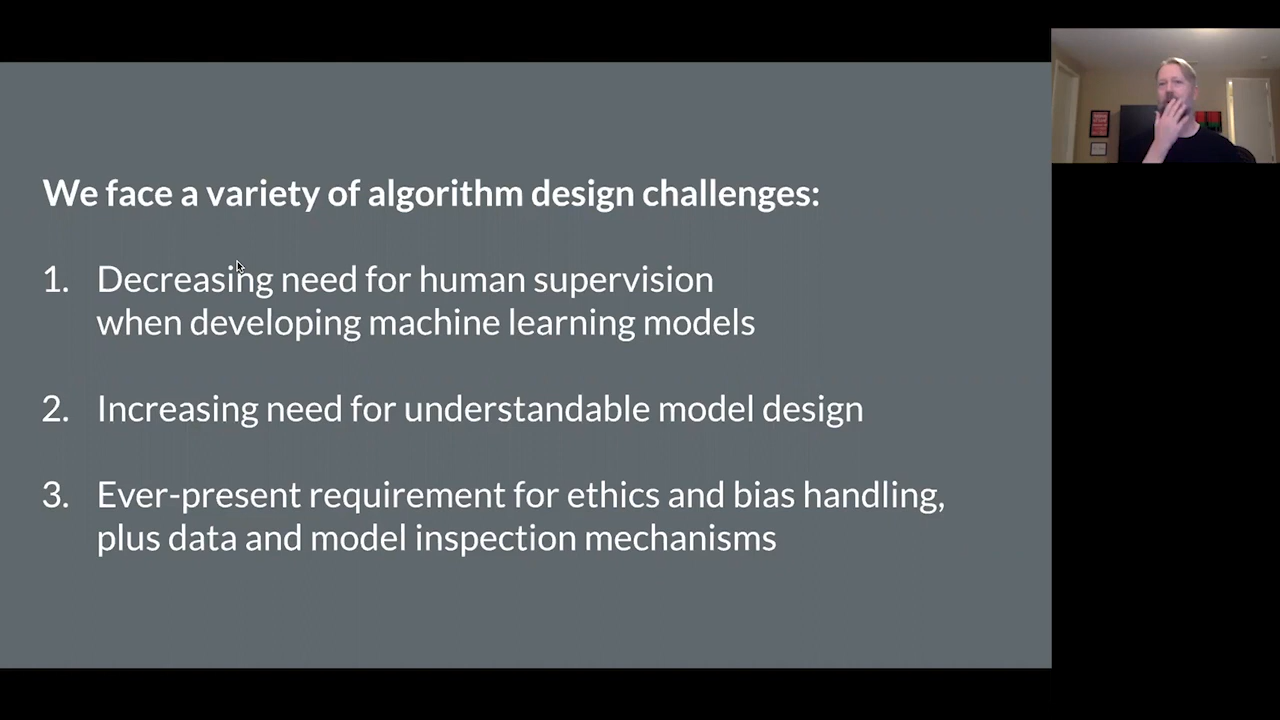 We face a variety of algorithm design challenges:
1. Decreasing need for human supervision
when developing machine learning models
2. Increasing need for understandable model design
3. Ever-present requirement for ethics and bias handling,
plus data and model inspection mechanisms